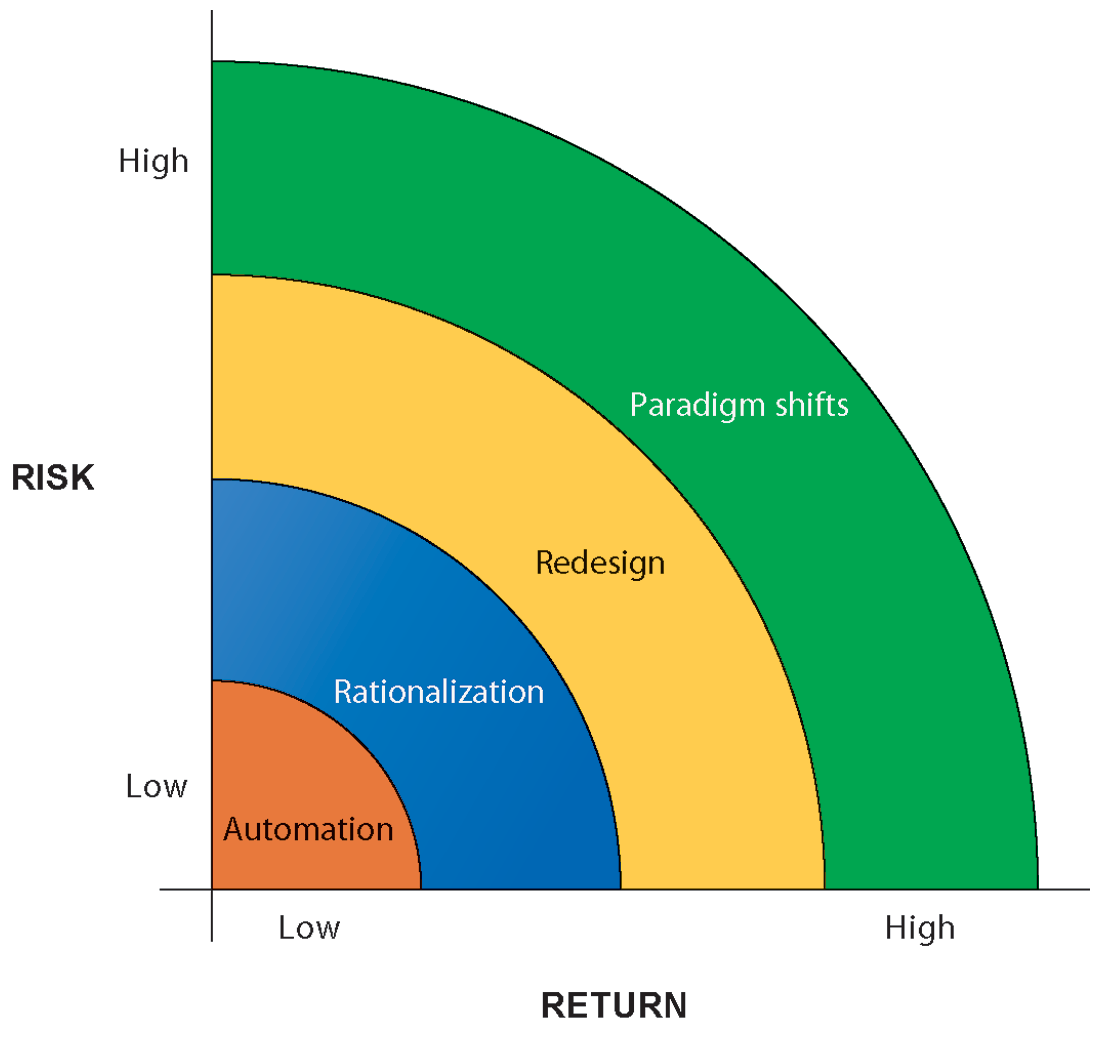 High
Paradigm shifts
RISK
Redesign
Rationalization
Low
Automation
Low
High
RETURN